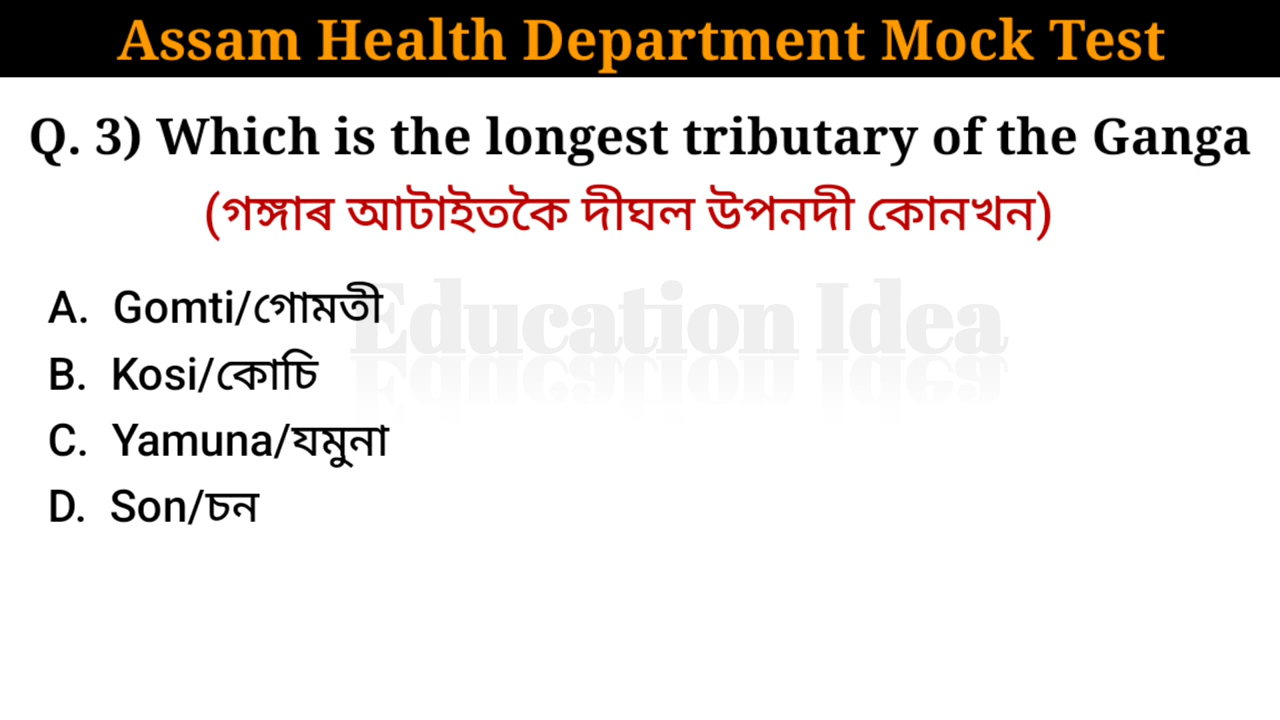 Assam Health Department Mock Test
Q. 3) Which is the longest tributary of the Ganga
(গঙ্গাৰ আটাইতকৈ দীঘল উপনদী কোনখন)
Education Idea
A. Gomti/গোমতী
B. Kosi/কোচি
C. Yamuna/যমুনা
D. Son/চন